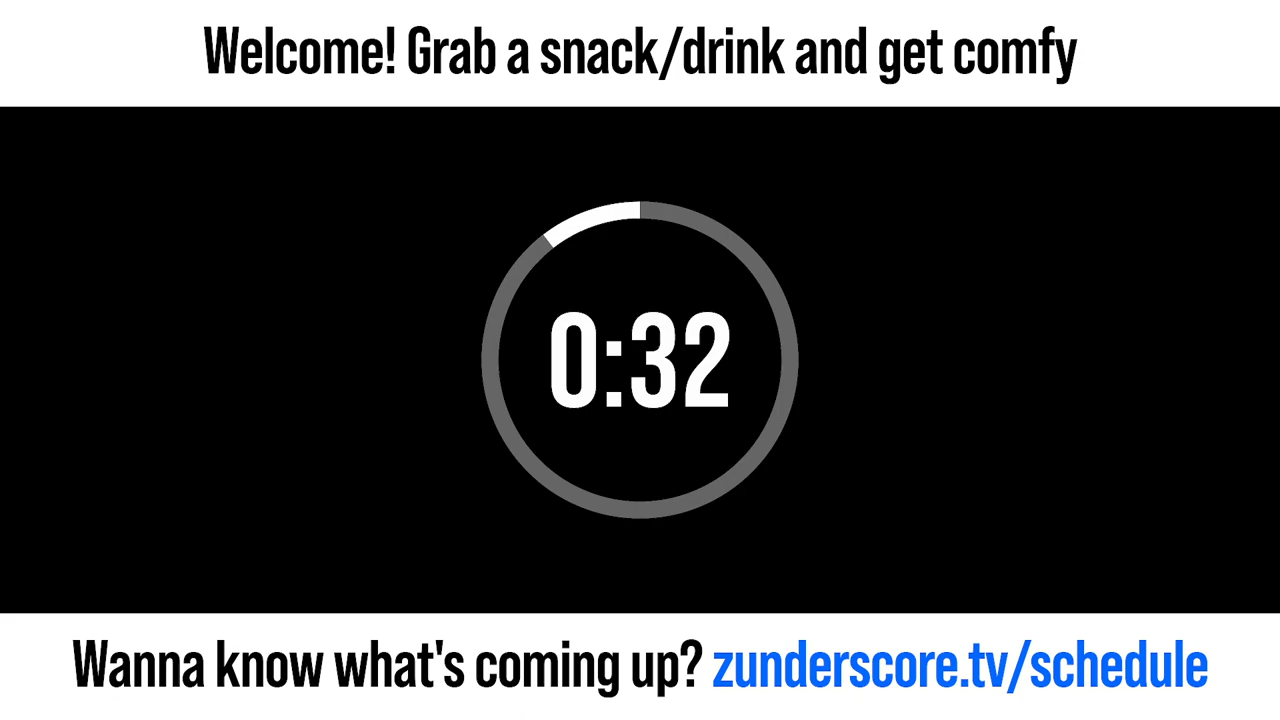 Welcome! Grab a snack/drink and get comfy
0:32
Wanna know what's coming up? zunderscore.tv/schedule